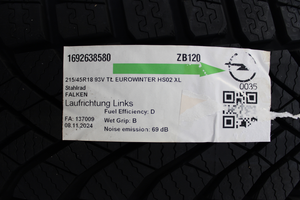 1692638580 ZB120
215/45R18 93V TL EUROWINTER HS02 XL
Stahlrad
FALKEN
0035
Laufrichtung Links
Fuel Efficiency: D
FA: 137009 Wet Grip: B
08.11.2024
Noise emission: 69 dB